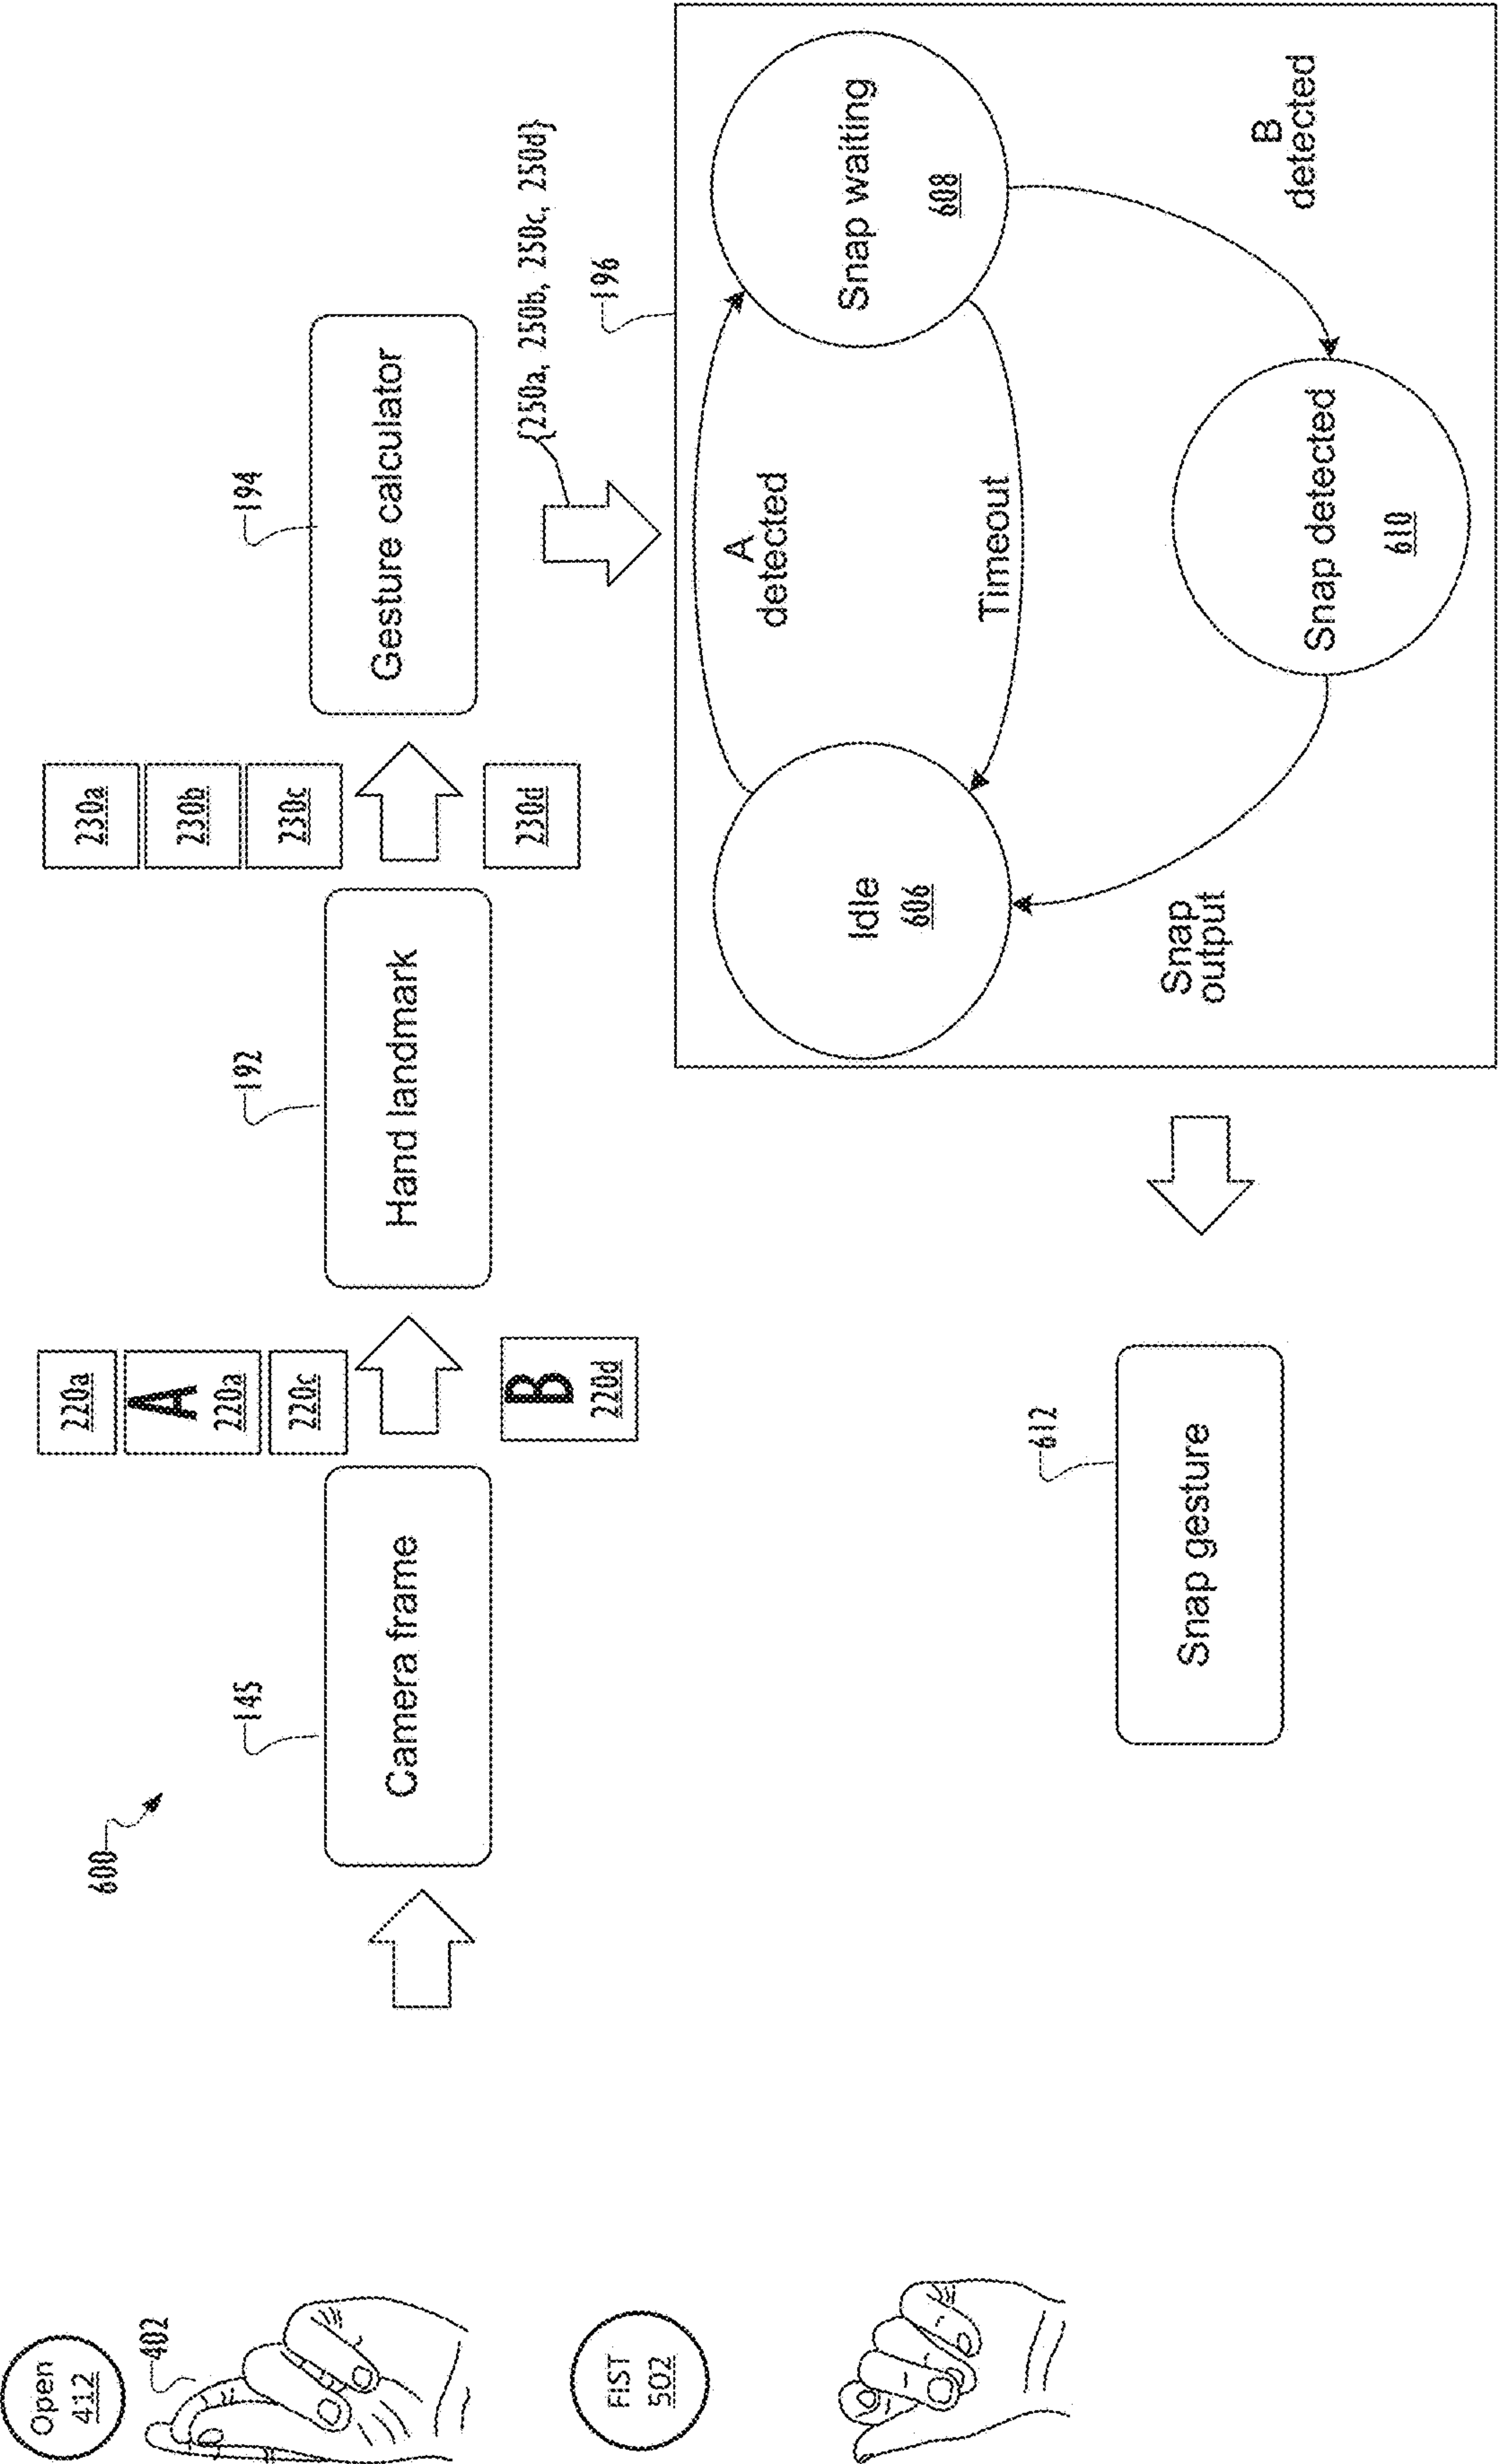 600
Open
412
402
FIST
502
145
Camera frame
220a
A
220a
220c
B
220d
192
Hand landmark
230a
230b
230c
230d
194
Gesture calculator
{250a, 250b, 250c, 250d}
196
Idle
606
A
detected
Timeout
Snap waiting
608
B
detected
Snap detected
610
Snap
output
612
Snap gesture